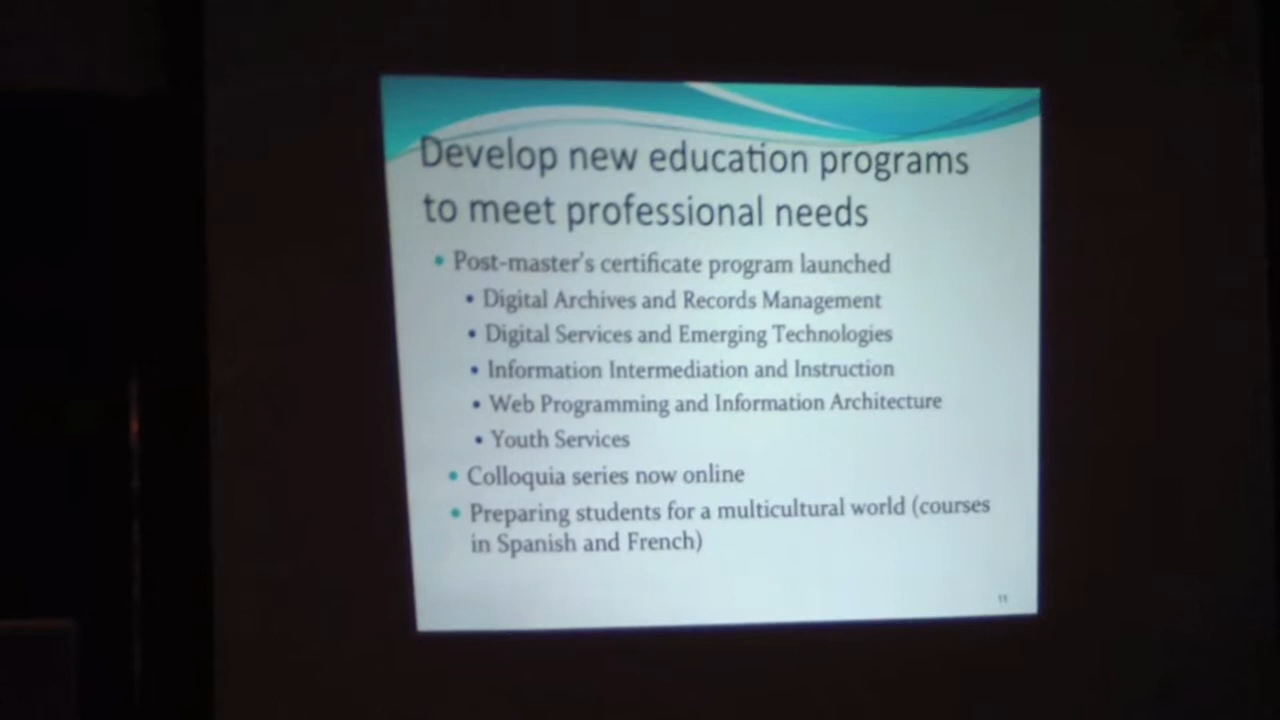 Develop new education programs
to meet professional needs
• Post-master's certificate program launched
• Digital Archives and Records Management
• Digital Services and Emerging Technologies
• Information Intermediation and Instruction
• Web Programming and Information Architecture
• Youth Services
• Colloquia series now online
• Preparing students for a multicultural world (courses
in Spanish and French)